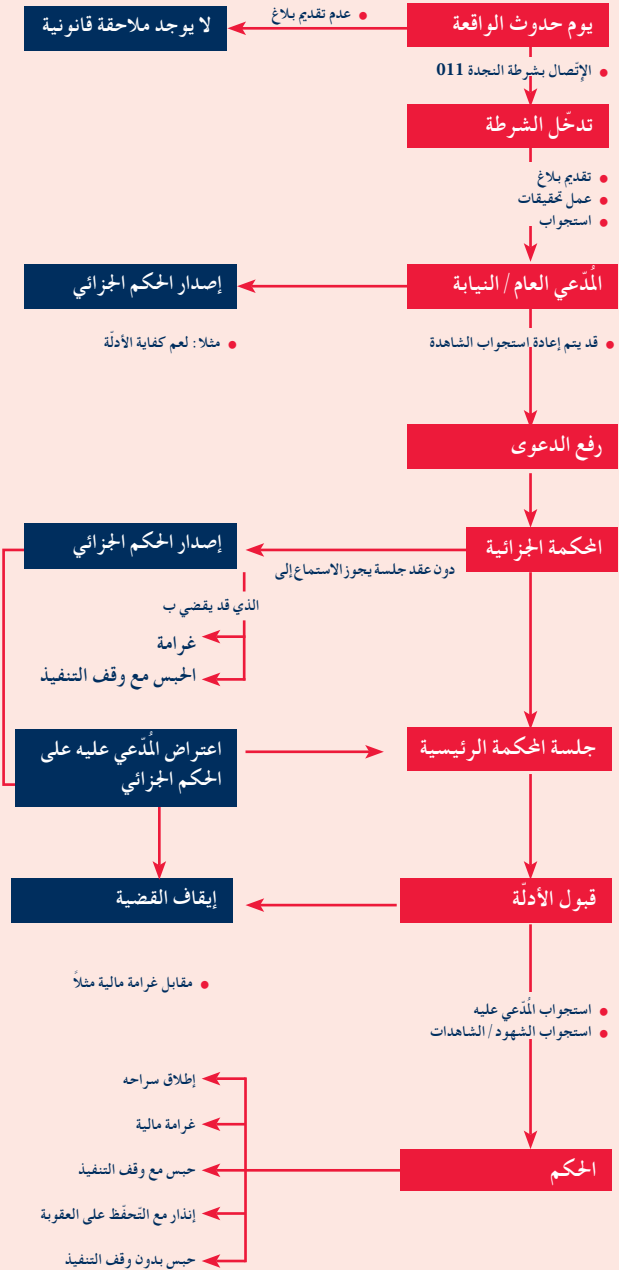 يوم حدوث الواقعة
عدم تقديم بلاغ
لا يوجد ملاحقة قانونية
الإتّصال بشرطة النجدة 011
تدخّل الشرطة
تقديم بلاغ
عمل تحقيقات
استجواب
المُدّعي العام / النيابة
إصدار الحكم الجزائي
قد يتم إعادة استجواب الشاهدة
مثلا: لعم كفاية الأدلّة
رفع الدعوى
المحكمة الجزائية
إصدار الحكم الجزائي
دون عقد جلسة يجوز الاستماع إلى
الذي قد يقضي ب
غرامة
الحبس مع وقف التنفيذ
جلسة المحكمة الرئيسية
اعتراض المُدّعي عليه على
الحكم الجزائي
قبول الأدلّة
إيقاف القضية
مقابل غرامة مالية مثلاً
استجواب المُدّعي عليه
استجواب الشهود / الشاهدات
الحكم
إطلاق سراحه
غرامة مالية
حبس مع وقف التنفيذ
إنذار مع التّحفّظ على العقوبة
حبس بدون وقف التنفيذ